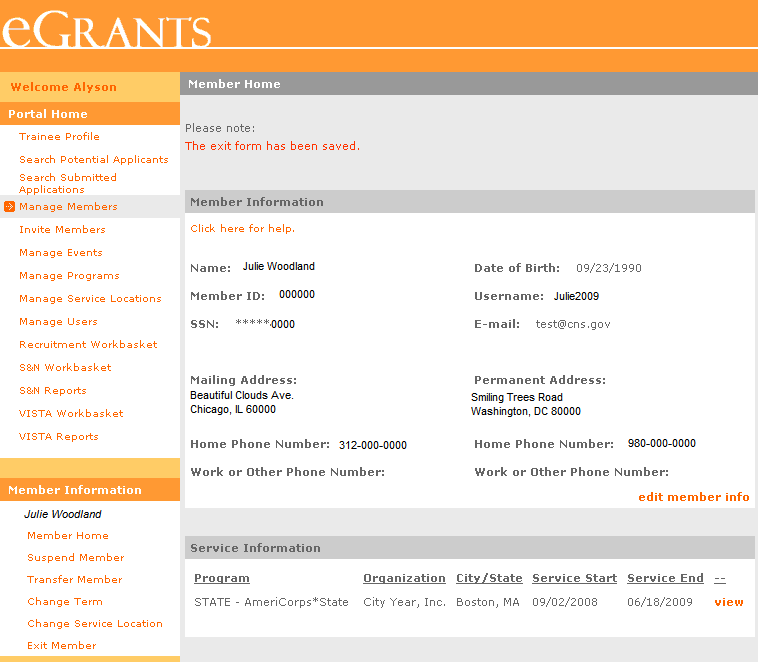 eGRANTS
Welcome Alyson
Portal Home
Trainee Profile
Search Potential Applicants
Search Submitted
Applications
Manage Members
Invite Members
Manage Events
Manage Programs
Manage Service Locations
Manage Users
Recruitment Workbasket
S&N Workbasket
S&N Reports
VISTA Workbasket
VISTA Reports
Member Information
Julie Woodland
Member Home
Suspend Member
Transfer Member
Change Term
Change Service Location
Exit Member
Member Home
Please note:
The exit form has been saved.
Member Information
Click here for help.
Name: Julie Woodland Date of Birth: 09/23/1990
Member ID: 000000 Username: Julie2009
SSN: *****0000 E-mail: test@cns.gov
Mailing Address: Permanent Address:
Beautiful Clouds Ave. Smiling Trees Road
Chicago, IL 60000 Washington, DC 80000
Home Phone Number: 312-000-0000 Home Phone Number: 980-000-0000
Work or Other Phone Number: Work or Other Phone Number:
edit member info
Service Information
Program Organization City/State Service Start Service End --
STATE - AmeriCorps*State City Year, Inc. Boston, MA 09/02/2008 06/18/2009 view